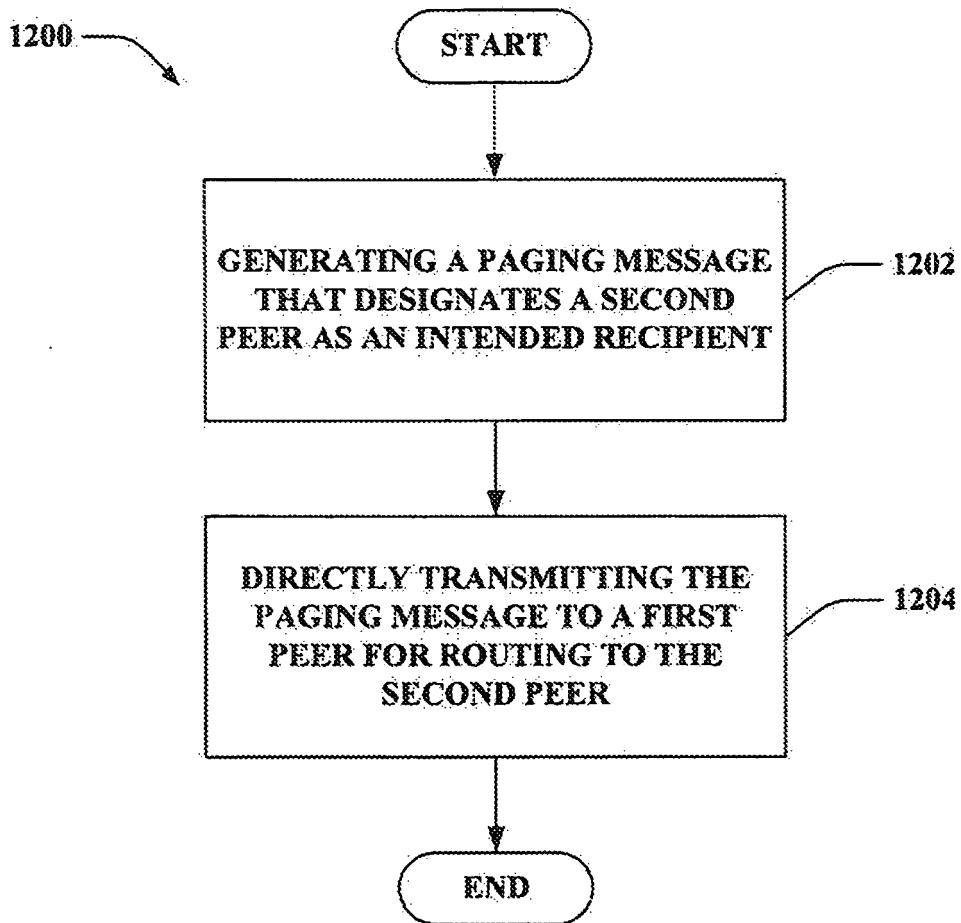 1200
START
GENERATING A PAGING MESSAGE
THAT DESIGNATES A SECOND
PEER AS AN INTENDED RECIPIENT
1202
DIRECTLY TRANSMITTING THE
PAGING MESSAGE TO A FIRST
PEER FOR ROUTING TO THE
SECOND PEER
1204
END